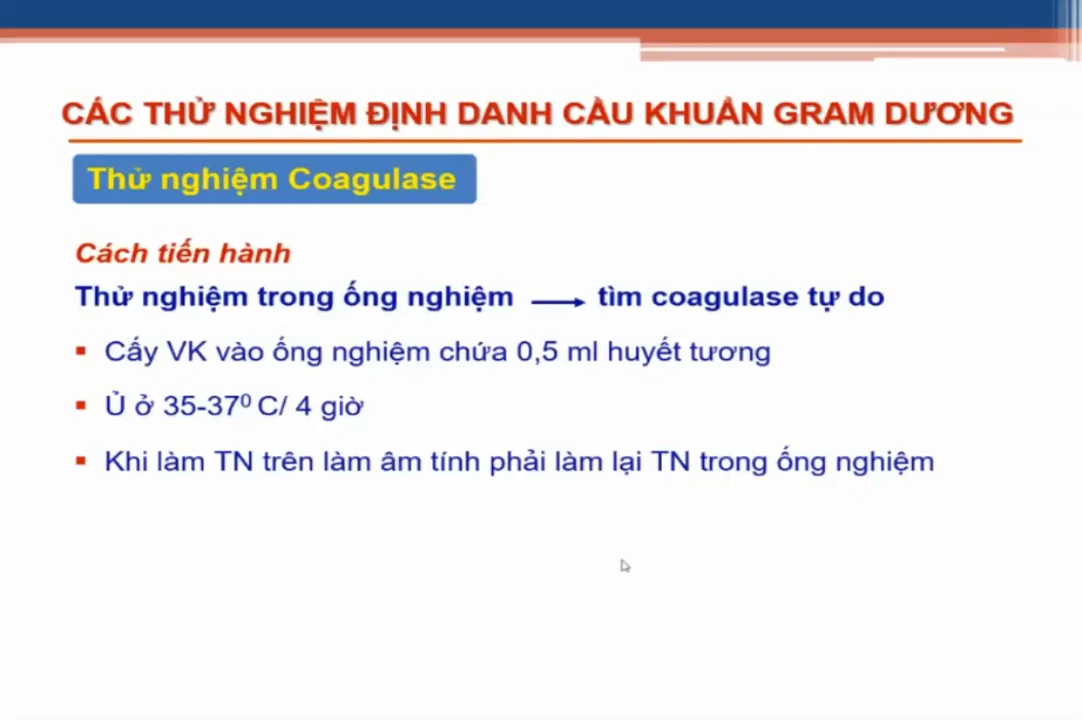 CÁC THỬ NGHIỆM ĐỊNH DANH CẦU KHUẨN GRAM DƯƠNG
Thử nghiệm Coagulase
Cách tiến hành
Thử nghiệm trong ống nghiệm → tìm coagulase tự do
▪ Cấy VK vào ống nghiệm chứa 0,5 ml huyết tương
▪ Ủ ở 35-37⁰ C/ 4 giờ
▪ Khi làm TN trên làm âm tính phải làm lại TN trong ống nghiệm